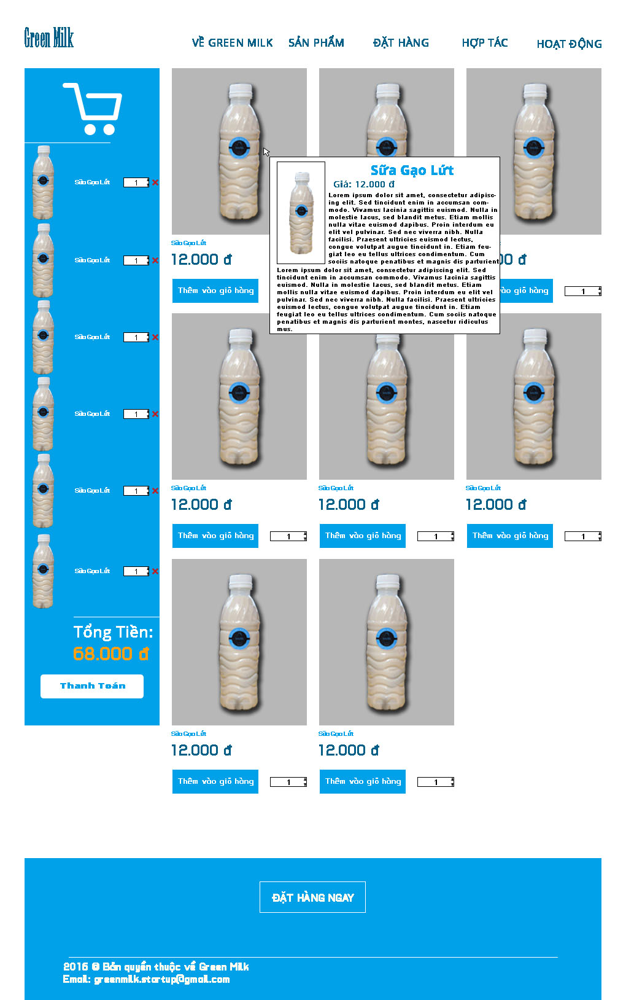 Green Milk
VỀ GREEN MILK
SẢN PHẨM
ĐẶT HÀNG
HỢP TÁC
HOẠT ĐỘNG
Sữa Gạo Lứt
1
Sữa Gạo Lứt
1
Sữa Gạo Lứt
1
Sữa Gạo Lứt
1
Sữa Gạo Lứt
1
Sữa Gạo Lứt
1
Tổng Tiền:
68.000 đ
Thanh Toán
Sữa Gạo Lứt
12.000 đ
Thêm vào giỏ hàng
Sữa Gạo Lứt
Giá: 12.000 đ
Lorem ipsum dolor sit amet, consectetur adipisc-
ing elit. Sed tincidunt enim in accumsan com-
modo. Vivamus lacinia sagittis euismod. Nulla in
molestie lacus, sed blandit metus. Etiam mollis
nulla vitae euismod dapibus. Proin interdum eu
elit vel pulvinar. Sed nec viverra nibh. Nulla
facilisi. Praesent ultricies euismod lectus,
congue volutpat augue tincidunt in. Etiam feu-
giat leo eu tellus ultrices condimentum. Cum
sociis natoque penatibus et magnis dis parturient
Lorem ipsum dolor sit amet, consectetur adipiscing elit. Sed
tincidunt enim in accumsan commodo. Vivamus lacinia sagittis
euismod. Nulla in molestie lacus, sed blandit metus. Etiam
mollis nulla vitae euismod dapibus. Proin interdum eu elit vel
pulvinar. Sed nec viverra nibh. Nulla facilisi. Praesent ultricies
euismod lectus, congue volutpat augue tincidunt in. Etiam
feugiat leo eu tellus ultrices condimentum. Cum sociis natoque
penatibus et magnis dis parturient montes, nascetur ridiculus
mus.
00 đ
vào giỏ hàng
1
Sữa Gạo Lứt
12.000 đ
Thêm vào giỏ hàng
1
Sữa Gạo Lứt
12.000 đ
Thêm vào giỏ hàng
1
Sữa Gạo Lứt
12.000 đ
Thêm vào giỏ hàng
1
Sữa Gạo Lứt
12.000 đ
Thêm vào giỏ hàng
1
Sữa Gạo Lứt
12.000 đ
Thêm vào giỏ hàng
1
ĐẶT HÀNG NGAY
2016 © Bản quyền thuộc về Green Milk
Email: greenmilk.startup@gmail.com